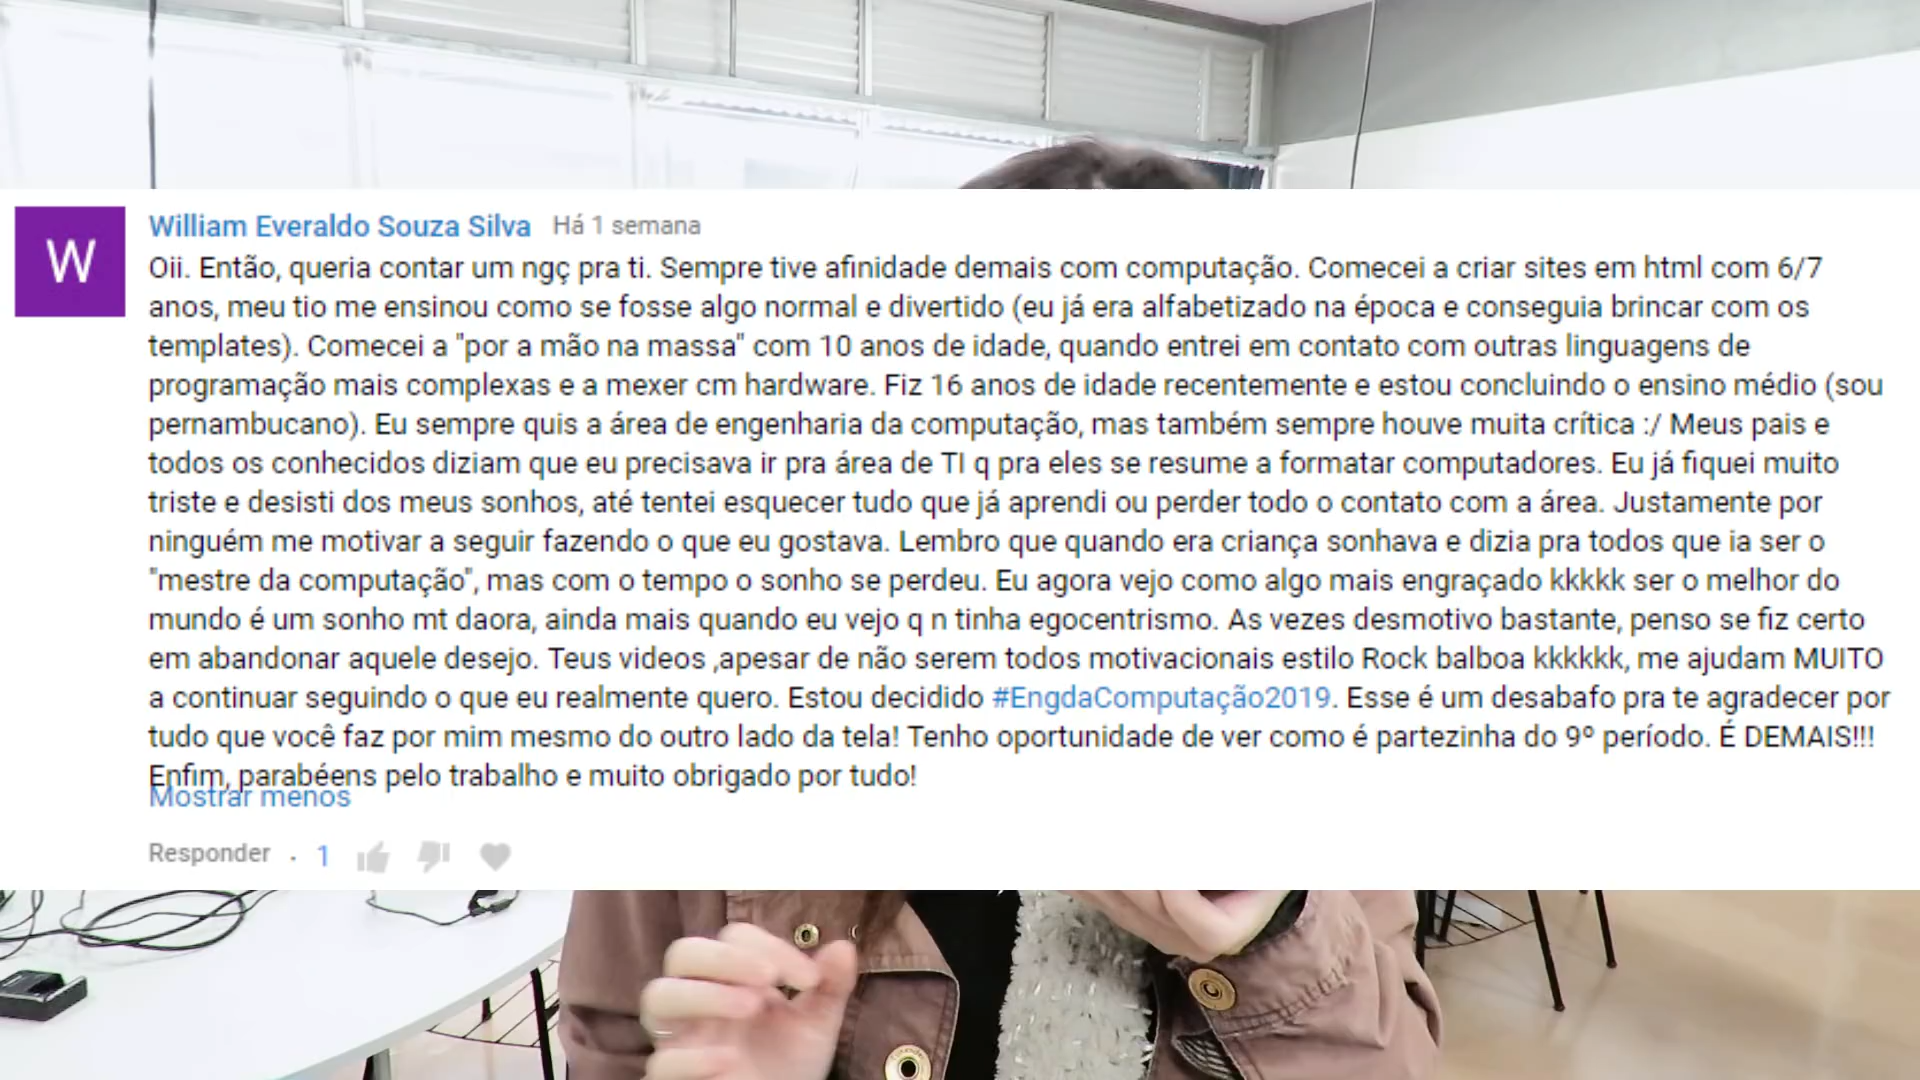 W
William Everaldo Souza Silva Há 1 semana
Oii. Então, queria contar um ngç pra ti. Sempre tive afinidade demais com computação. Comecei a criar sites em html com 6/7
anos, meu tio me ensinou como se fosse algo normal e divertido (eu já era alfabetizado na época e conseguia brincar com os
templates). Comecei a "por a mão na massa" com 10 anos de idade, quando entrei em contato com outras linguagens de
programação mais complexas e a mexer cm hardware. Fiz 16 anos de idade recentemente e estou concluindo o ensino médio (sou
pernambucano). Eu sempre quis a área de engenharia da computação, mas também sempre houve muita crítica :/ Meus pais e
todos os conhecidos diziam que eu precisava ir pra área de TI q pra eles se resume a formatar computadores. Eu já fiquei muito
triste e desisti dos meus sonhos, até tentei esquecer tudo que já aprendi ou perder todo o contato com a área. Justamente por
ninguém me motivar a seguir fazendo o que eu gostava. Lembro que quando era criança sonhava e dizia pra todos que ia ser o
"mestre da computação", mas com o tempo o sonho se perdeu. Eu agora vejo como algo mais engraçado kkkkk ser o melhor do
mundo é um sonho mt daora, ainda mais quando eu vejo q n tinha egocentrismo. As vezes desmotivo bastante, penso se fiz certo
em abandonar aquele desejo. Teus videos ,apesar de não serem todos motivacionais estilo Rock balboa kkkkkk, me ajudam MUITO
a continuar seguindo o que eu realmente quero. Estou decidido #EngdaComputação2019. Esse é um desabafo pra te agradecer por
tudo que você faz por mim mesmo do outro lado da tela! Tenho oportunidade de ver como é partezinha do 9º período. É DEMAIS!!!
Enfim, parabéens pelo trabalho e muito obrigado por tudo!
Mostrar menos
Responder · 1